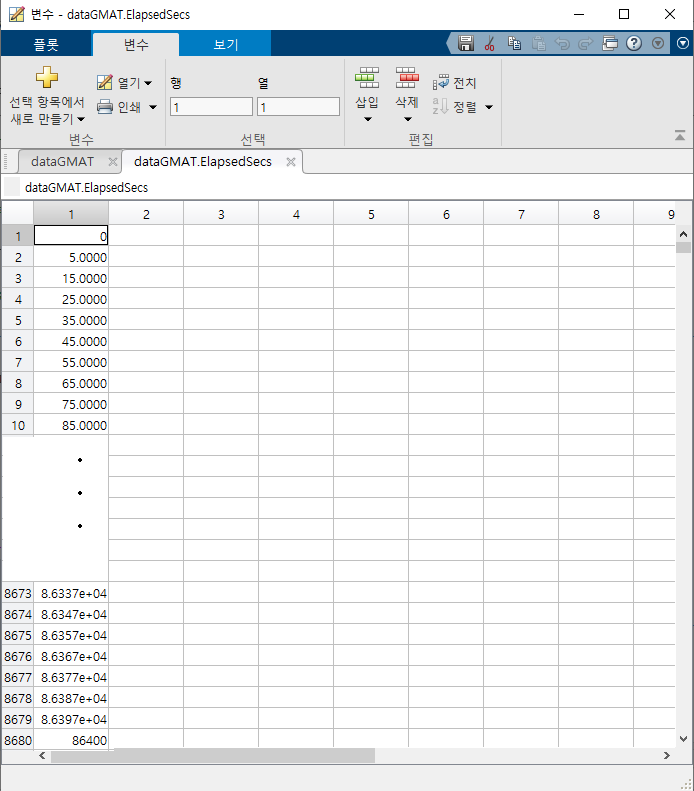 변수 - dataGMAT.ElapsedSecs
플롯 변수 보기
선택 항목에서 새로 만들기 열기 인쇄
변수
행 열
1 1
선택
삽입 삭제 전치 정렬
편집
dataGMAT dataGMAT.ElapsedSecs
dataGMAT.ElapsedSecs
1 2 3 4 5 6 7 8 9
1 0
2 5.0000
3 15.0000
4 25.0000
5 35.0000
6 45.0000
7 55.0000
8 65.0000
9 75.0000
10 85.0000
8673 8.6337e+04
8674 8.6347e+04
8675 8.6357e+04
8676 8.6367e+04
8677 8.6377e+04
8678 8.6387e+04
8679 8.6397e+04
8680 86400